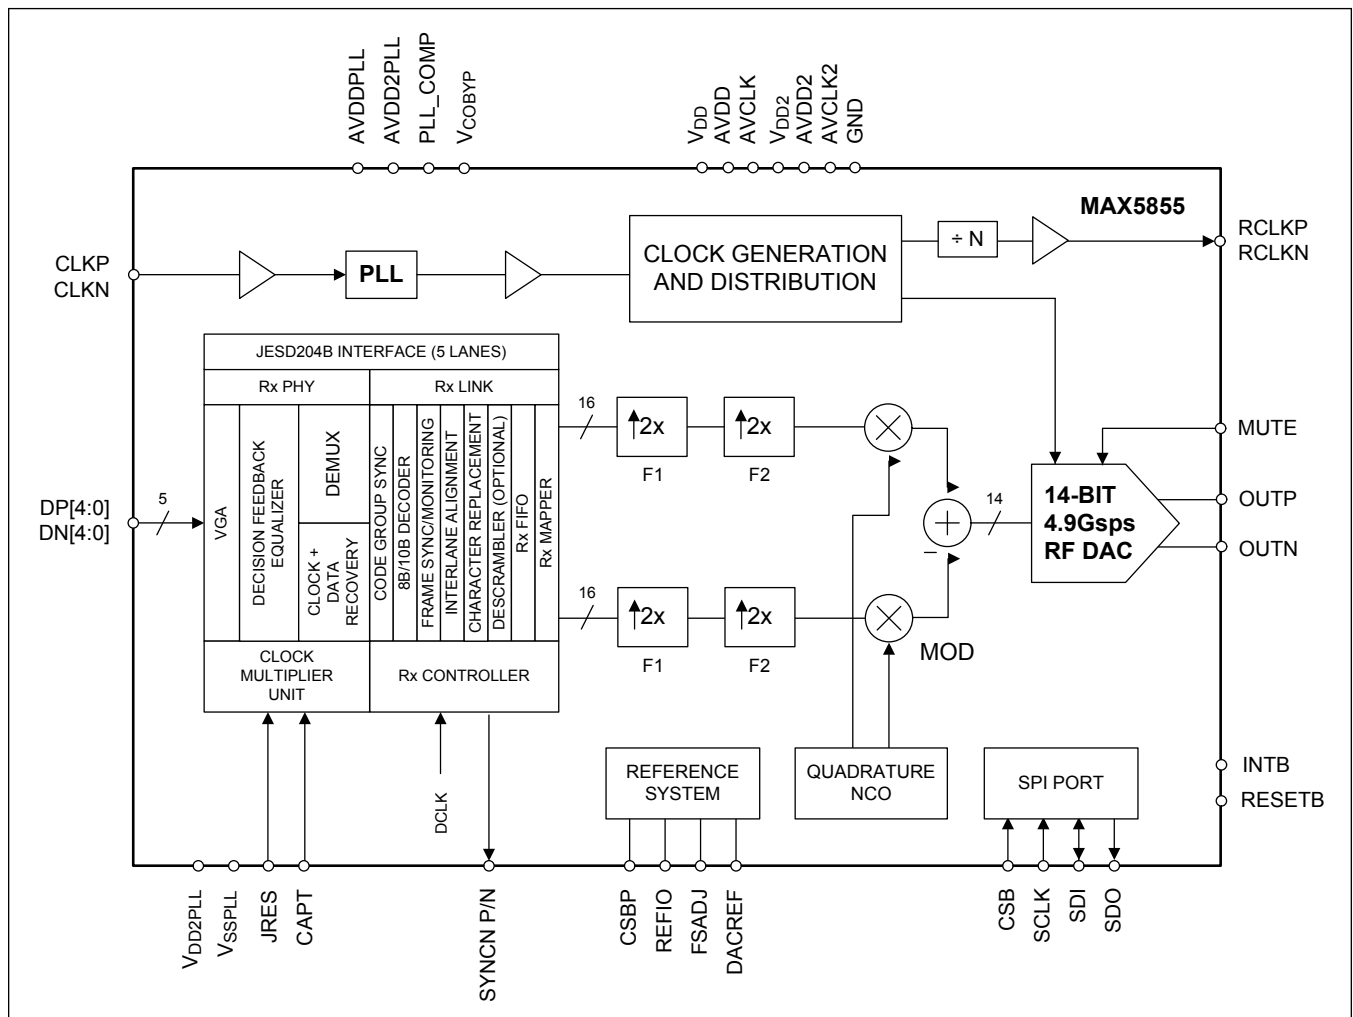 AVDDPLL
AVDD2PLL
PLL_COMP
VCOBYP
VDD
AVDD
AVCLK
VDD2
AVDD2
AVCLK2
GND
MAX5855
CLKP
CLKN
PLL
CLOCK GENERATION
AND DISTRIBUTION
÷ N
RCLKP
RCLKN
JESD204B INTERFACE (5 LANES)
Rx PHY
Rx LINK
VGA
DECISION FEEDBACK
EQUALIZER
DEMUX
CLOCK +
DATA
RECOVERY
CODE GROUP SYNC
8B/10B DECODER
FRAME SYNC/MONITORING
INTERLANE ALIGNMENT
CHARACTER REPLACEMENT
DESCRAMBLER (OPTIONAL)
Rx FIFO
Rx MAPPER
CLOCK
MULTIPLIER
UNIT
Rx CONTROLLER
DP[4:0]
DN[4:0]
5
16
2x
F1
2x
F2
16
2x
F1
2x
F2
MOD
–
14
14-BIT
4.9Gsps
RF DAC
MUTE
OUTP
OUTN
INTB
RESETB
DCLK
REFERENCE
SYSTEM
QUADRATURE
NCO
SPI PORT
VDD2PLL
VSSPLL
JRES
CAPT
SYNCN P/N
CSBP
REFIO
FSADJ
DACREF
CSB
SCLK
SDI
SDO